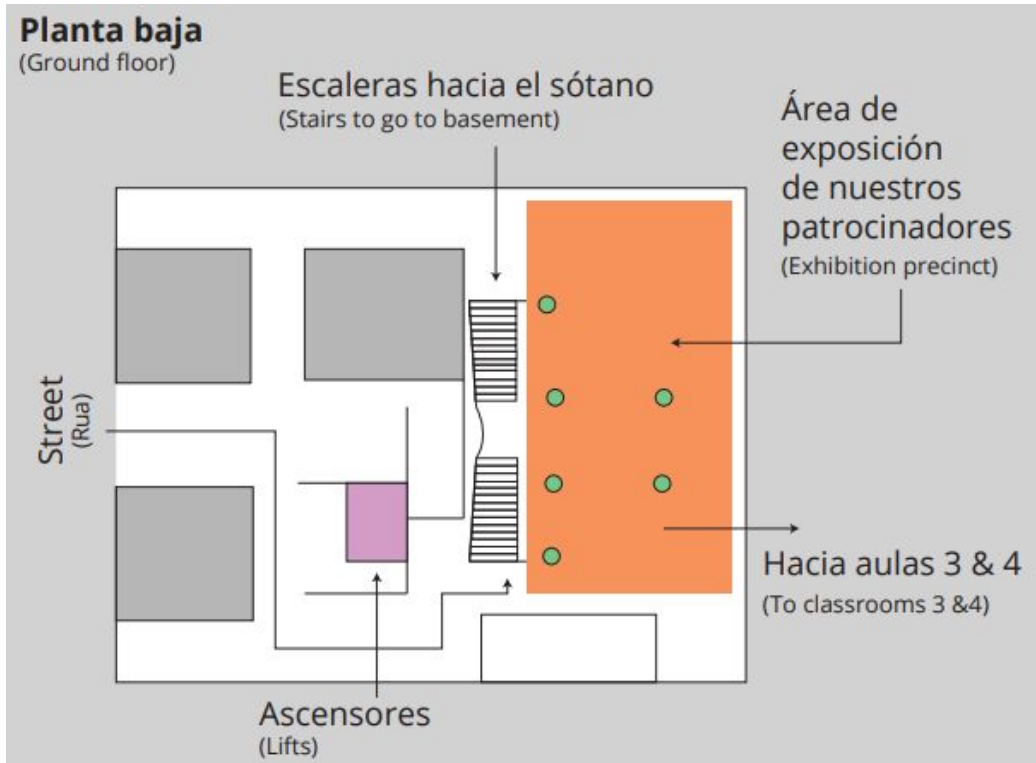 Planta baja
(Ground floor)
Escaleras hacia el sótano
(Stairs to go to basement)
Área de
exposición
de nuestros
patrocinadores
(Exhibition precinct)
Street
(Rua)
Hacia aulas 3 & 4
(To classrooms 3 &4)
Ascensores
(Lifts)